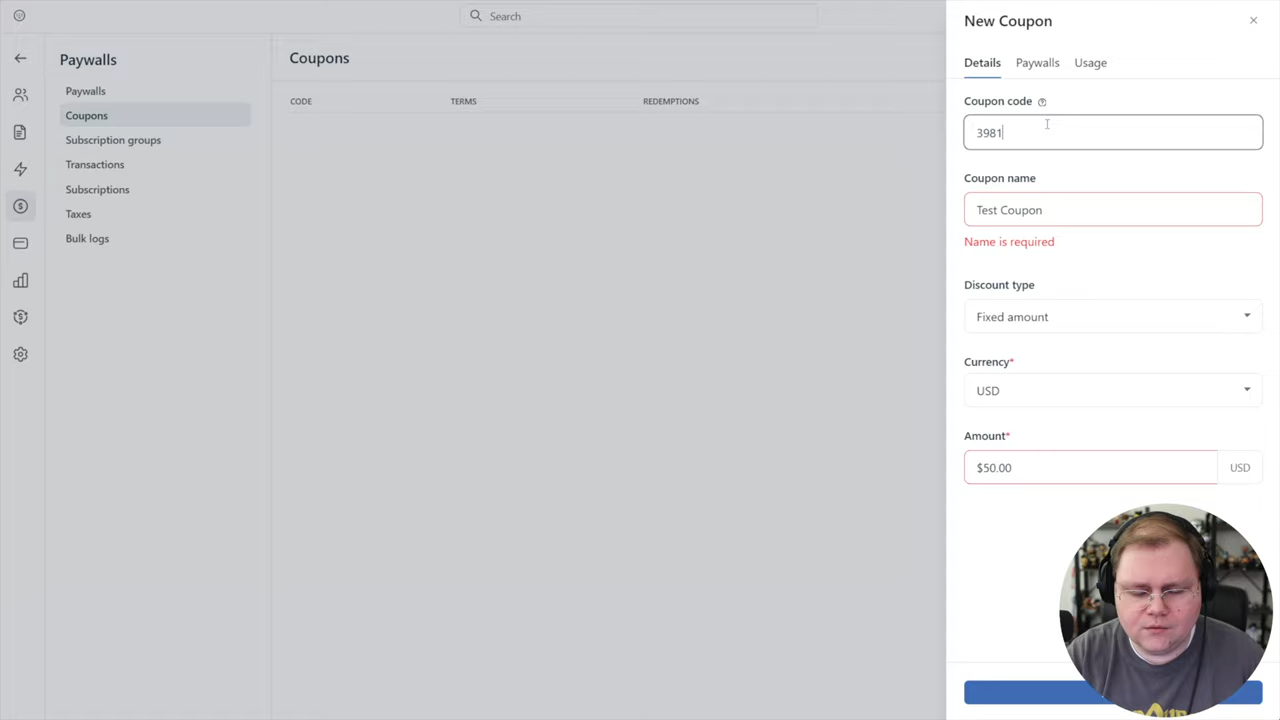 Search
New Coupon
Paywalls
Coupons
Details Paywalls Usage
Paywalls
Coupons
Subscription groups
Transactions
Subscriptions
Taxes
Bulk logs
CODE TERMS REDEMPTIONS
Coupon code
3981
Coupon name
Test Coupon
Name is required
Discount type
Fixed amount
Currency*
USD
Amount*
$50.00 USD